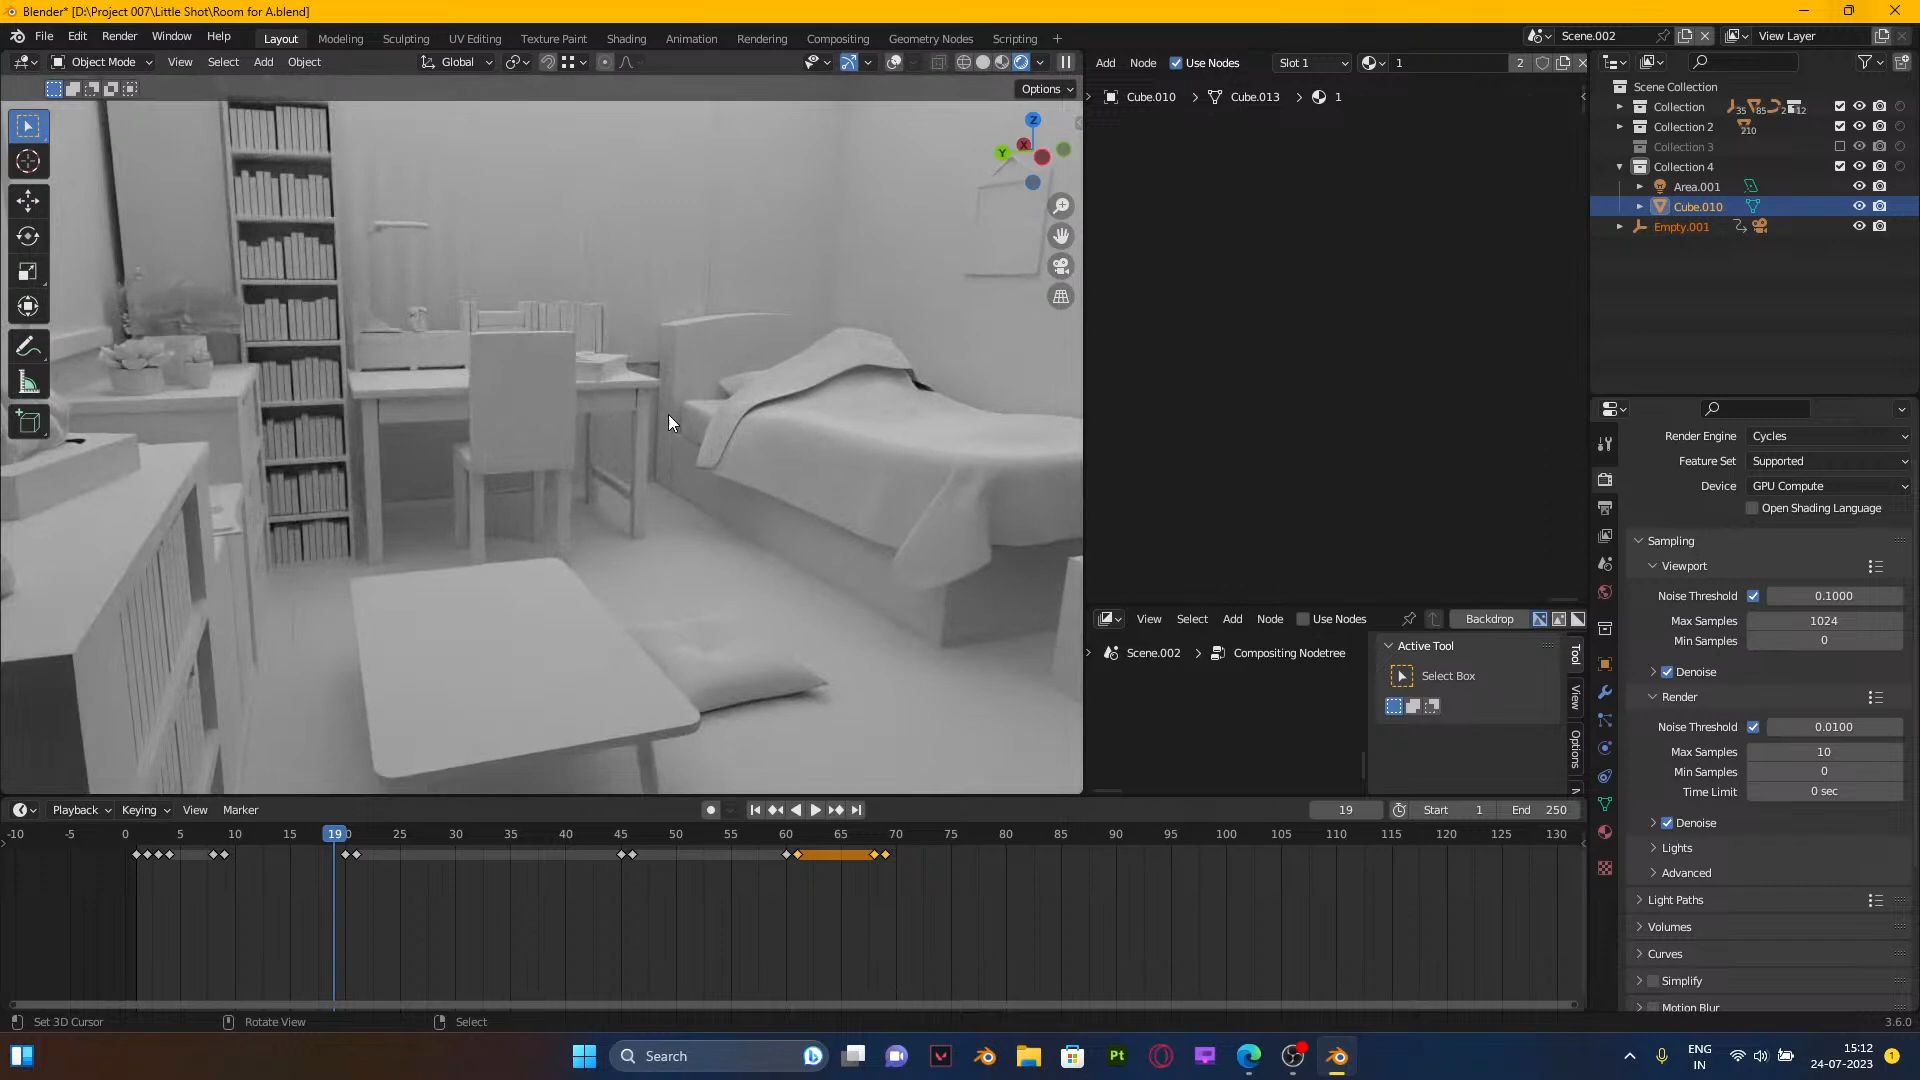 Blender* [D:\Project 007\Little Shot\Room for A.blend]
File Edit Render Window Help Layout Modeling Sculpting UV Editing Texture Paint Shading Animation Rendering Compositing Geometry Nodes Scripting + Scene.002 View Layer
Object Mode View Select Add Object Global Add Node Use Nodes Slot 1 1 2
Options
Cube.010 > Cube.013 > 1
Z
X
Y
Scene Collection
Collection 35 85 2 12
Collection 2 210
Collection 3
Collection 4
Area.001
Cube.010
Empty.001
Render Engine Cycles
Feature Set Supported
Device GPU Compute
Open Shading Language
Sampling
Viewport
Noise Threshold 0.1000
Max Samples 1024
Min Samples 0
Denoise
Render
Noise Threshold 0.0100
Max Samples 10
Min Samples 0
Time Limit 0 sec
Denoise
Lights
Advanced
Light Paths
Volumes
Curves
Simplify
Motion Blur
View Select Add Node Use Nodes Backdrop
Scene.002 > Compositing Nodetree
Active Tool
Select Box
Tool
View
Options
Playback Keying View Marker 19 Start 1 End 250
-10 -5 0 5 10 15 19 25 30 35 40 45 50 55 60 65 70 75 80 85 90 95 100 105 110 115 120 125 130
Set 3D Cursor Rotate View Select 3.6.0
Search Pt ENG IN 15:12 24-07-2023 1